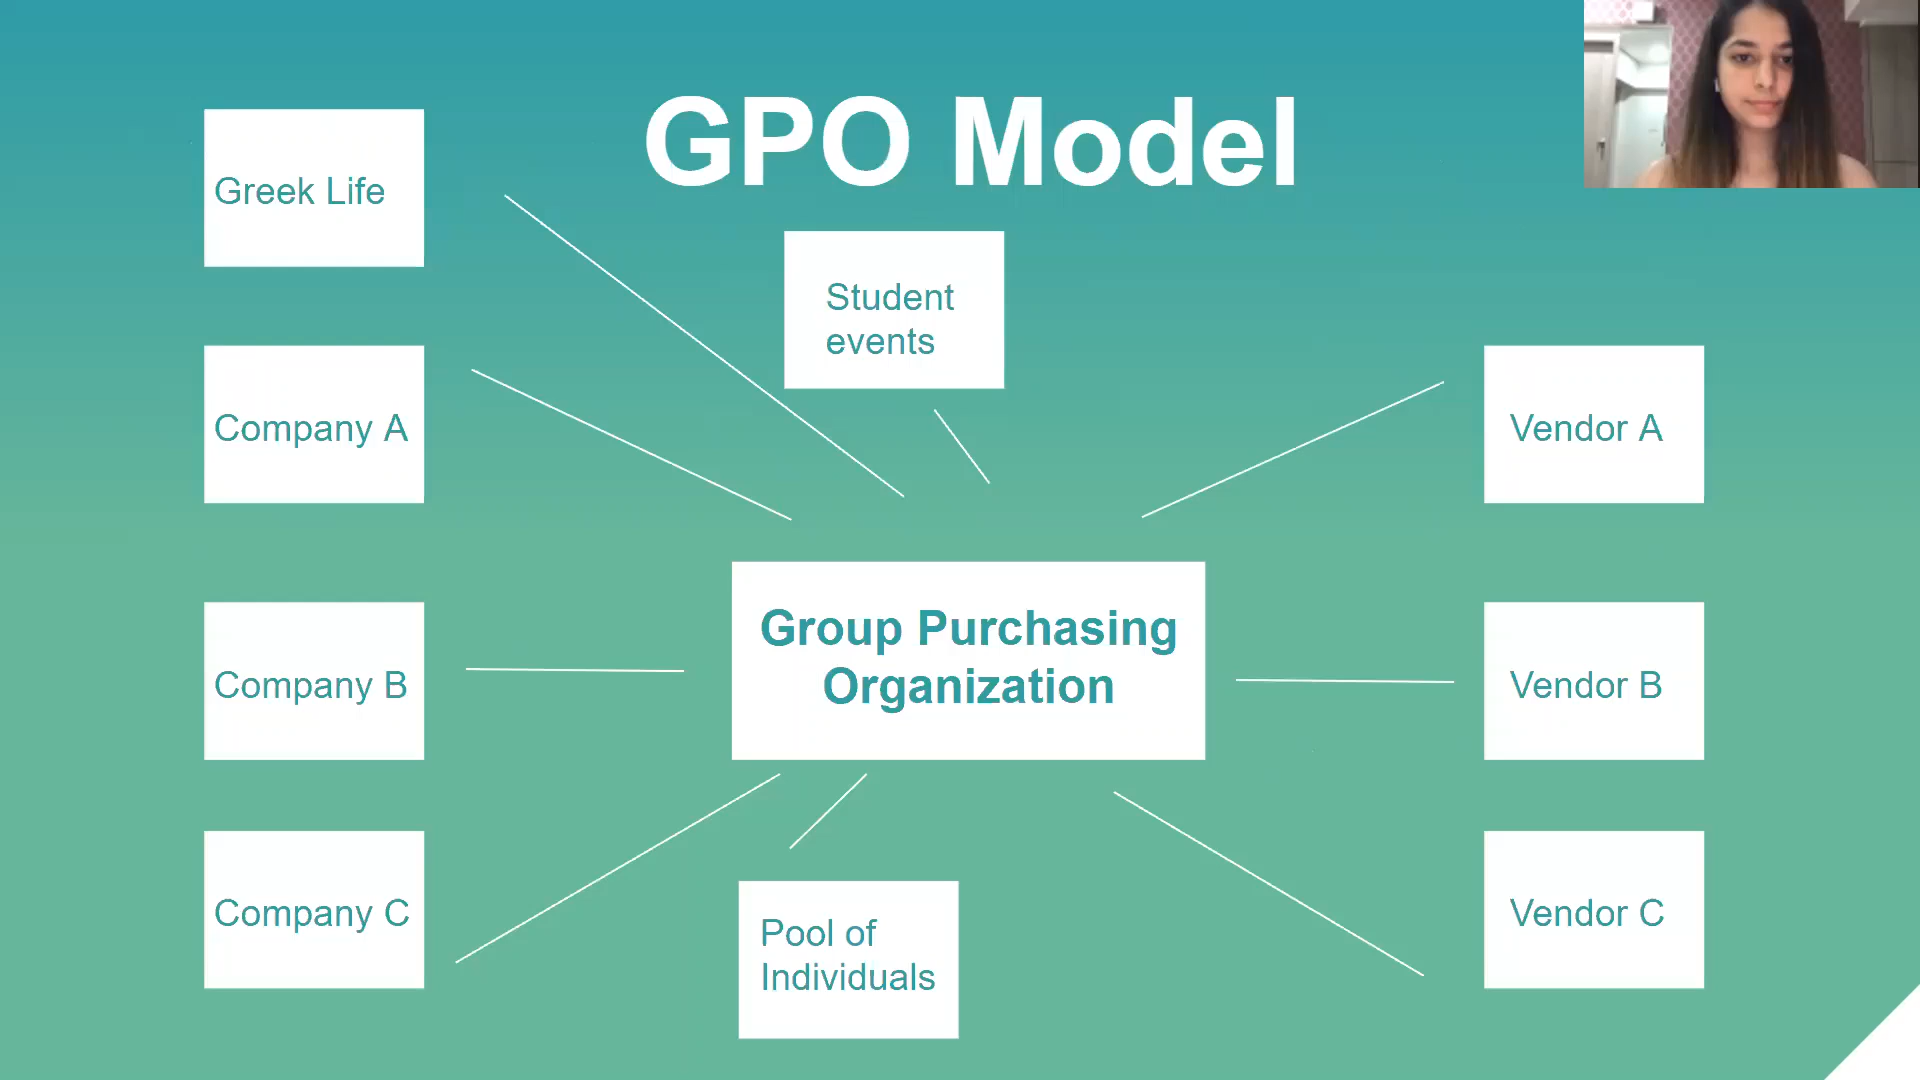 GPO Model
Greek Life
Student
events
Company A
Vendor A
Group Purchasing
Organization
Company B
Vendor B
Company C
Vendor C
Pool of
Individuals